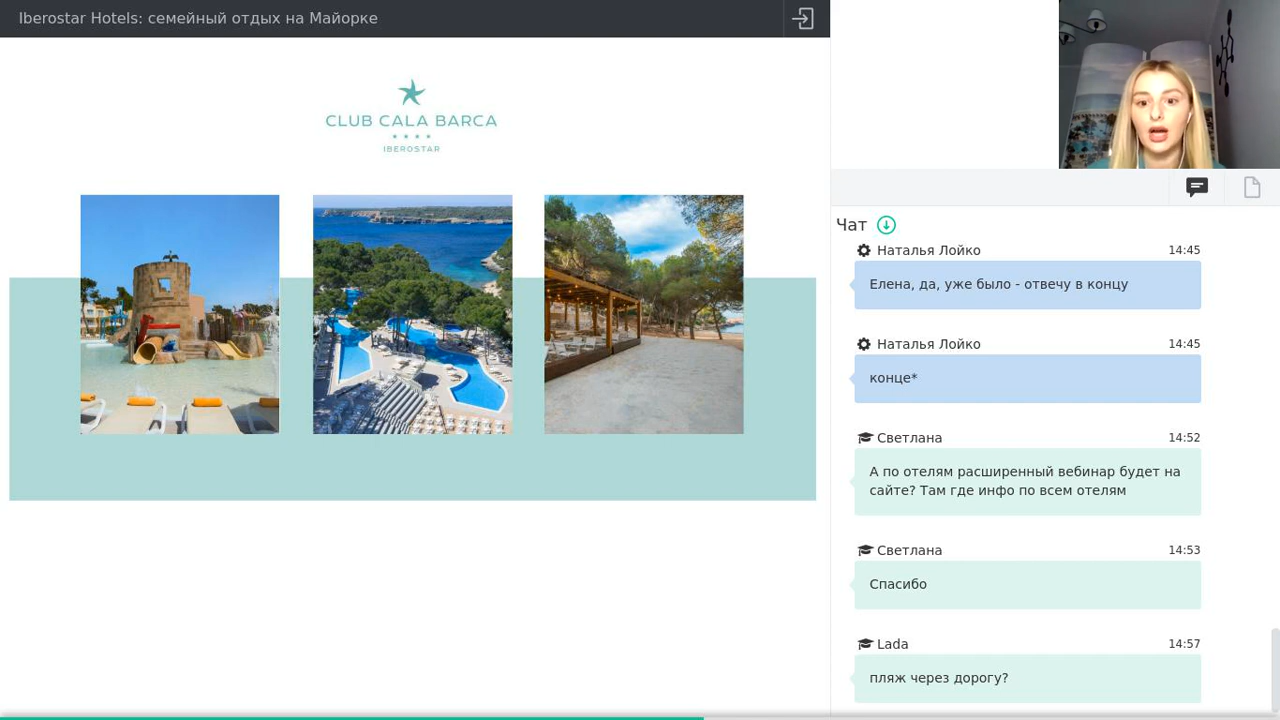 Iberostar Hotels: семейный отдых на Майорке
CLUB CALA BARCA
IBEROSTAR
Чат
Наталья Лойко 14:45
Елена, да, уже было - отвечу в концу
Наталья Лойко 14:45
конце*
Светлана 14:52
А по отелям расширенный вебинар будет на
сайте? Там где инфо по всем отелям
Светлана 14:53
Спасибо
Lada 14:57
пляж через дорогу?